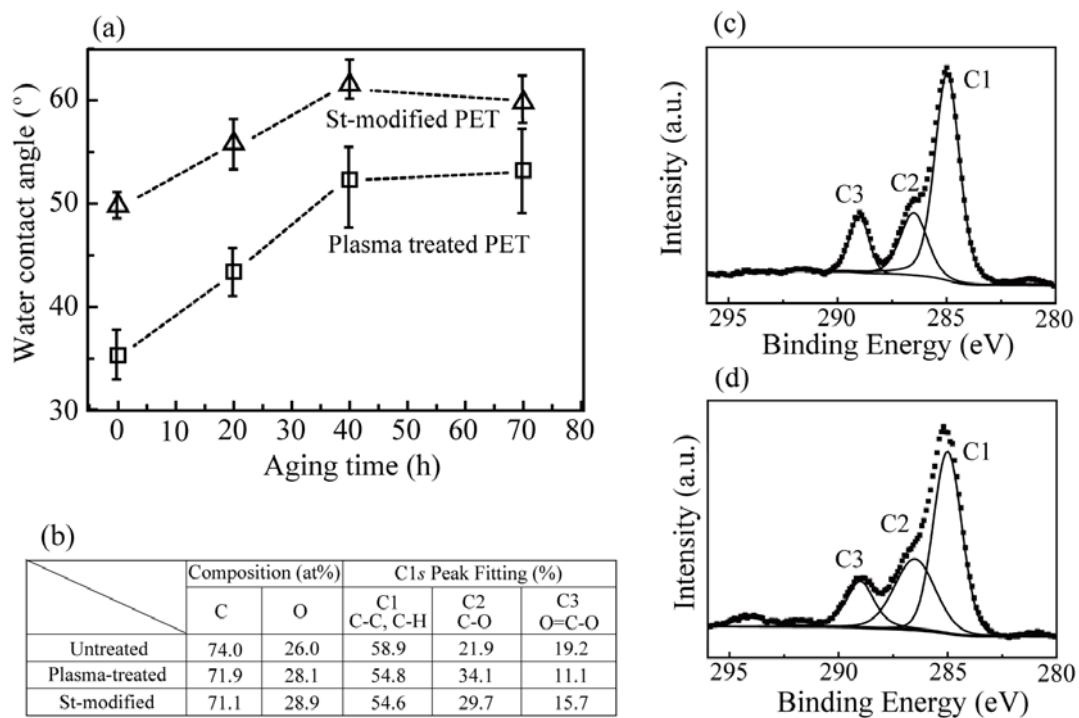 (a)
Water contact angle (°)
60
50
40
30
St-modified PET
Plasma treated PET
0 10 20 30 40 50 60 70 80
Aging time (h)
(b)
Composition (at%) C1s Peak Fitting (%)
C O C1 C2 C3
C-C, C-H C-O O=C-O
Untreated 74.0 26.0 58.9 21.9 19.2
Plasma-treated 71.9 28.1 54.8 34.1 11.1
St-modified 71.1 28.9 54.6 29.7 15.7
(c)
Intensity (a.u.)
C1
C2
C3
295 290 285 280
Binding Energy (eV)
(d)
Intensity (a.u.)
C1
C2
C3
295 290 285 280
Binding Energy (eV)